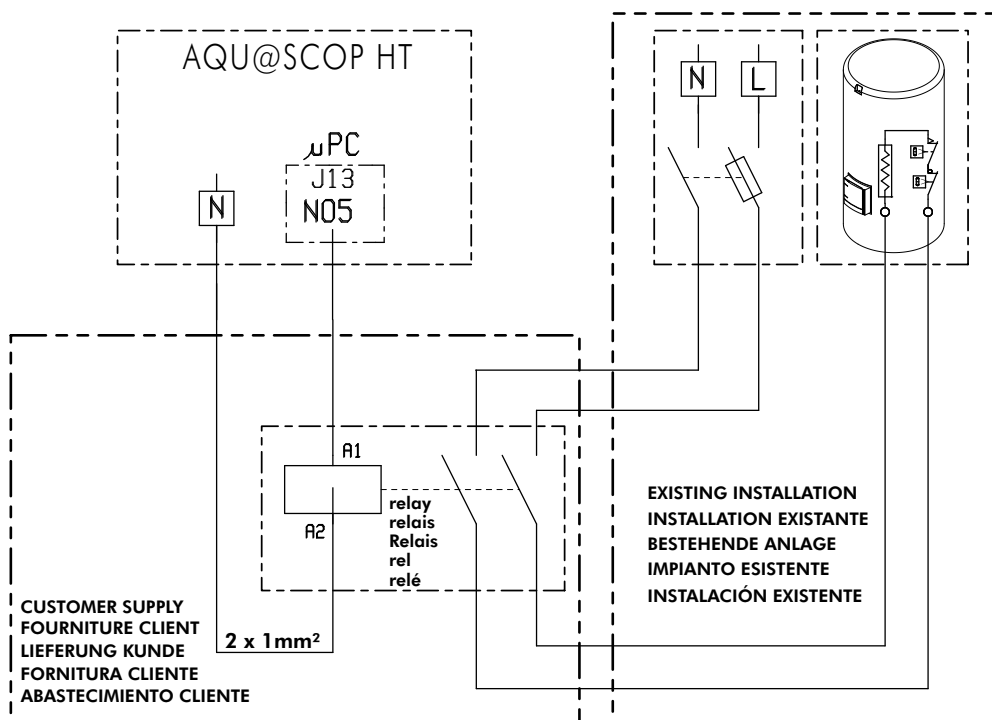 AQU@SCOP HT
µPC
J13
NO5
N
N
L
A1
A2
relay
relais
Relais
rel
relé
EXISTING INSTALLATION
INSTALLATION EXISTANTE
BESTEHENDE ANLAGE
IMPIANTO ESISTENTE
INSTALACIÓN EXISTENTE
CUSTOMER SUPPLY
FOURNITURE CLIENT
LIEFERUNG KUNDE
FORNITURA CLIENTE
ABASTECIMIENTO CLIENTE
2 x 1mm²